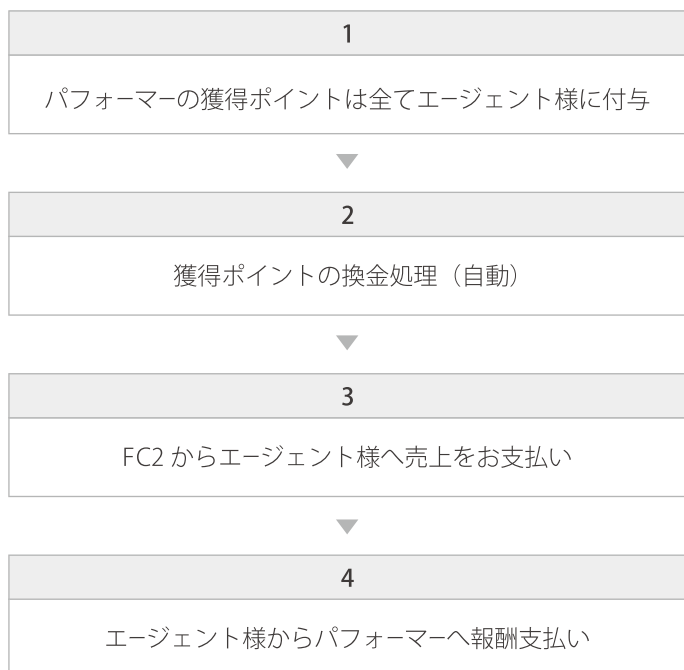 1
パフォーマーの獲得ポイントは全てエージェント様に付与
2
獲得ポイントの換金処理（自動）
3
FC2 からエージェント様へ売上をお支払い
4
エージェント様からパフォーマーへ報酬支払い